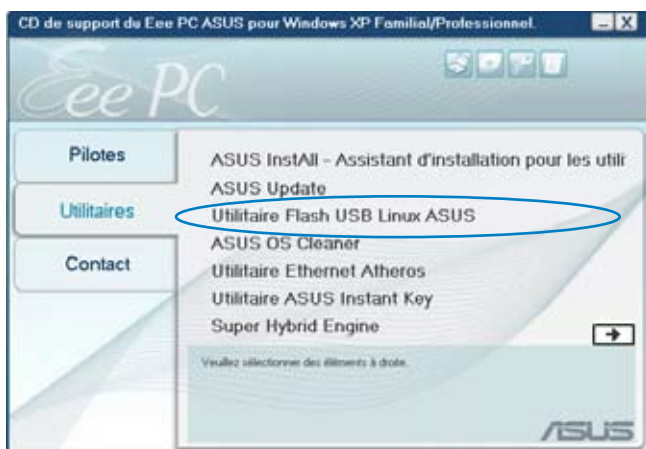 CD de support du Eee PC ASUS pour Windows XP Familial/Professionnel.
Eee PC
Pilotes
Utilitaires
Contact
ASUS InstAll - Assistant d'installation pour les utilit
ASUS Update
Utilitaire Flash USB Linux ASUS
ASUS OS Cleaner
Utilitaire Ethernet Atheros
Utilitaire ASUS Instant Key
Super Hybrid Engine
Veuillez sélectionner des éléments à droite.
ASUS